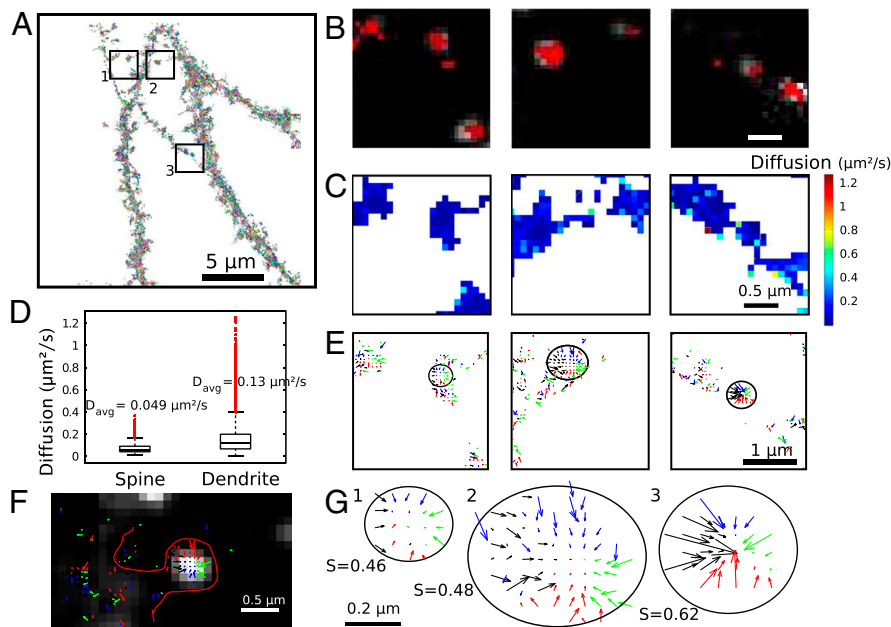 A
1
2
3
5 µm
B
Diffusion (µm²/s)
C
1.2
1.0
0.8
0.6
0.4
0.2
0.5 µm
D
Diffusion (µm²/s)
1.2
1
0.8
0.6
0.4
0.2
0
Davg = 0.13 µm²/s
Davg = 0.049 µm²/s
Spine
Dendrite
E
1 µm
F
0.5 µm
G
1
2
3
S=0.46
S=0.48
S=0.62
0.2 µm